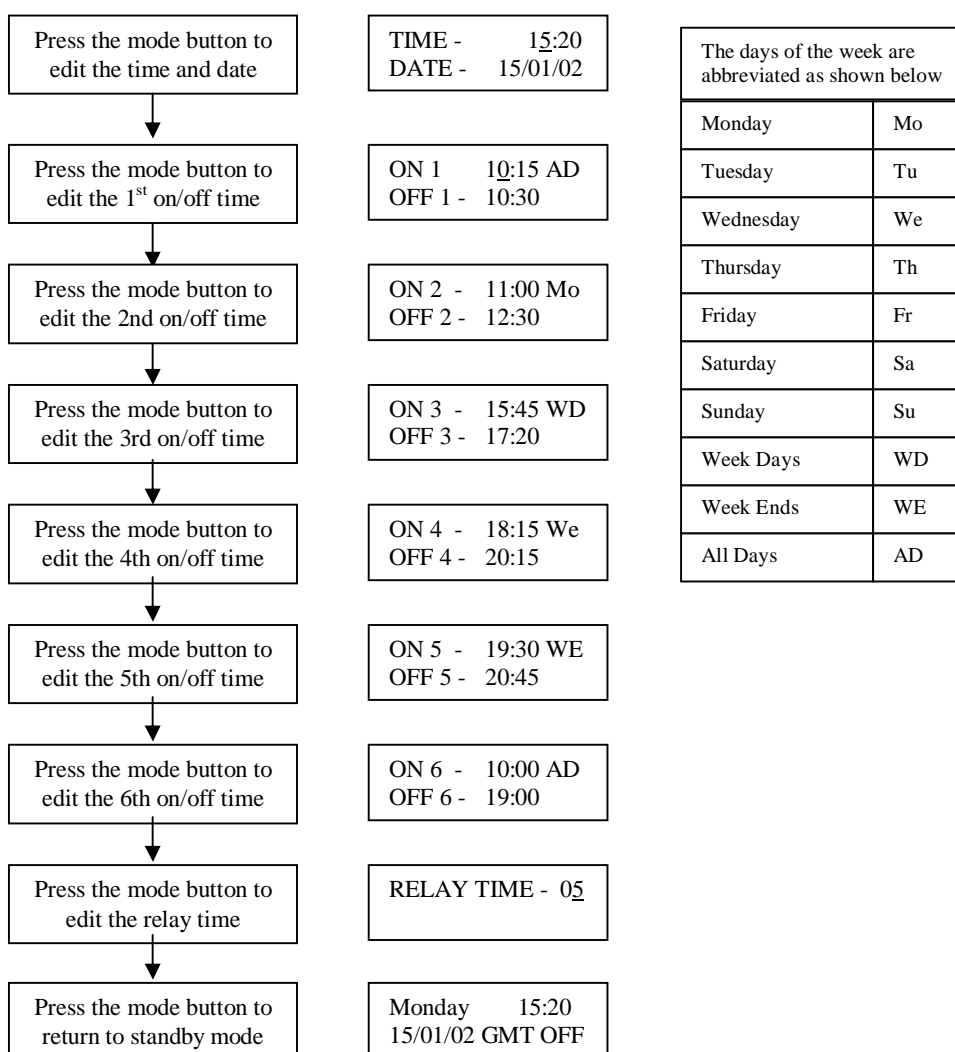 Press the mode button to
edit the time and date
TIME - 15:20
DATE - 15/01/02
Press the mode button to
edit the 1st on/off time
ON 1 10:15 AD
OFF 1 - 10:30
Press the mode button to
edit the 2nd on/off time
ON 2 - 11:00 Mo
OFF 2 - 12:30
Press the mode button to
edit the 3rd on/off time
ON 3 - 15:45 WD
OFF 3 - 17:20
Press the mode button to
edit the 4th on/off time
ON 4 - 18:15 We
OFF 4 - 20:15
Press the mode button to
edit the 5th on/off time
ON 5 - 19:30 WE
OFF 5 - 20:45
Press the mode button to
edit the 6th on/off time
ON 6 - 10:00 AD
OFF 6 - 19:00
Press the mode button to
edit the relay time
RELAY TIME - 05
Press the mode button to
return to standby mode
Monday 15:20
15/01/02 GMT OFF
The days of the week are
abbreviated as shown below
Monday Mo
Tuesday Tu
Wednesday We
Thursday Th
Friday Fr
Saturday Sa
Sunday Su
Week Days WD
Week Ends WE
All Days AD